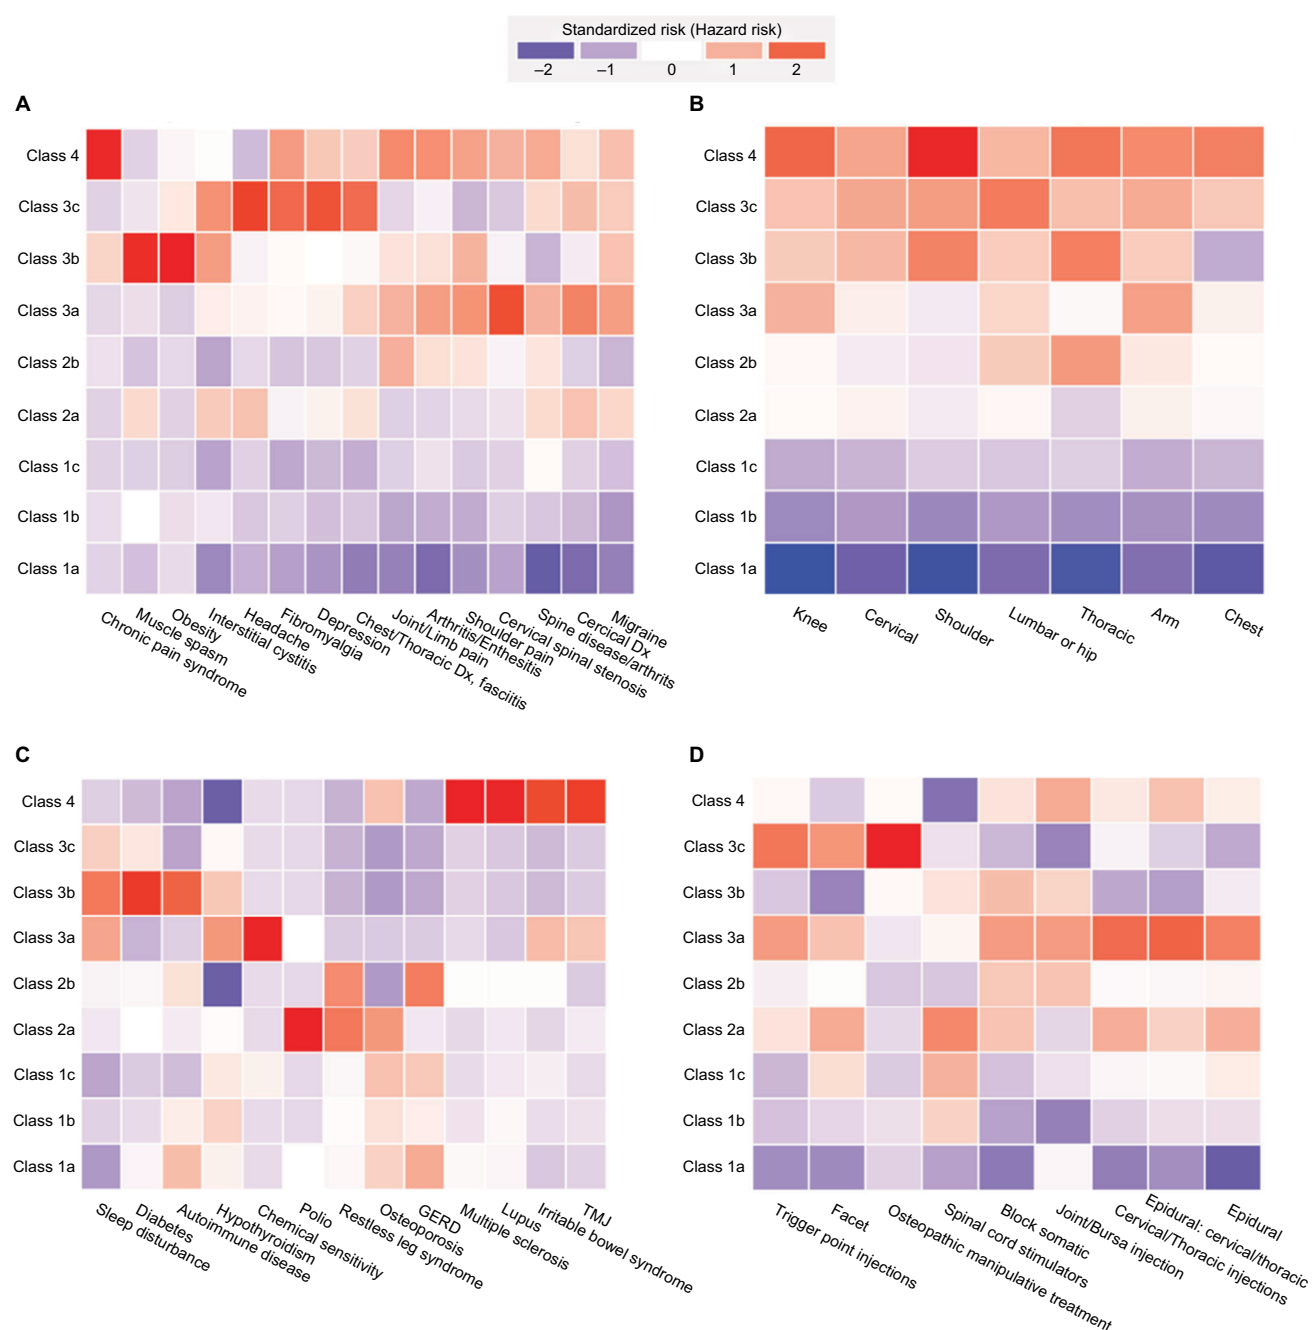 Standardized risk (Hazard risk)
–2 –1 0 1 2
A
Class 4
Class 3c
Class 3b
Class 3a
Class 2b
Class 2a
Class 1c
Class 1b
Class 1a
Chronic pain syndrome
Muscle spasm
Obesity
Interstitial cystitis
Headache
Fibromyalgia
Depression
Chest/Thoracic Dx, fasciitis
Joint/Limb pain
Arthritis/Enthesitis
Shoulder pain
Cervical spinal stenosis
Spine disease/arthrits
Cercical Dx
Migraine
B
Class 4
Class 3c
Class 3b
Class 3a
Class 2b
Class 2a
Class 1c
Class 1b
Class 1a
Knee
Cervical
Shoulder
Lumbar or hip
Thoracic
Arm
Chest
C
Class 4
Class 3c
Class 3b
Class 3a
Class 2b
Class 2a
Class 1c
Class 1b
Class 1a
Sleep disturbance
Diabetes
Autoimmune disease
Hypothyroidism
Chemical sensitivity
Polio
Restless leg syndrome
Osteoporosis
GERD
Multiple sclerosis
Lupus
Irritable bowel syndrome
TMJ
D
Class 4
Class 3c
Class 3b
Class 3a
Class 2b
Class 2a
Class 1c
Class 1b
Class 1a
Trigger point injections
Facet
Osteopathic manipulative treatment
Spinal cord stimulators
Block somatic
Joint/Bursa injection
Cervical/Thoracic injections
Epidural: cervical/thoracic
Epidural